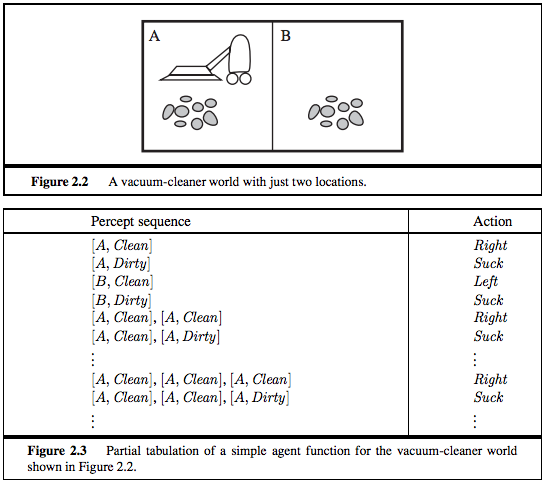 A B
Figure 2.2 A vacuum-cleaner world with just two locations.
Percept sequence Action
[A, Clean] Right
[A, Dirty] Suck
[B, Clean] Left
[B, Dirty] Suck
[A, Clean], [A, Clean] Right
[A, Clean], [A, Dirty] Suck
⋮ ⋮
[A, Clean], [A, Clean], [A, Clean] Right
[A, Clean], [A, Clean], [A, Dirty] Suck
⋮ ⋮
Figure 2.3 Partial tabulation of a simple agent function for the vacuum-cleaner world
shown in Figure 2.2.